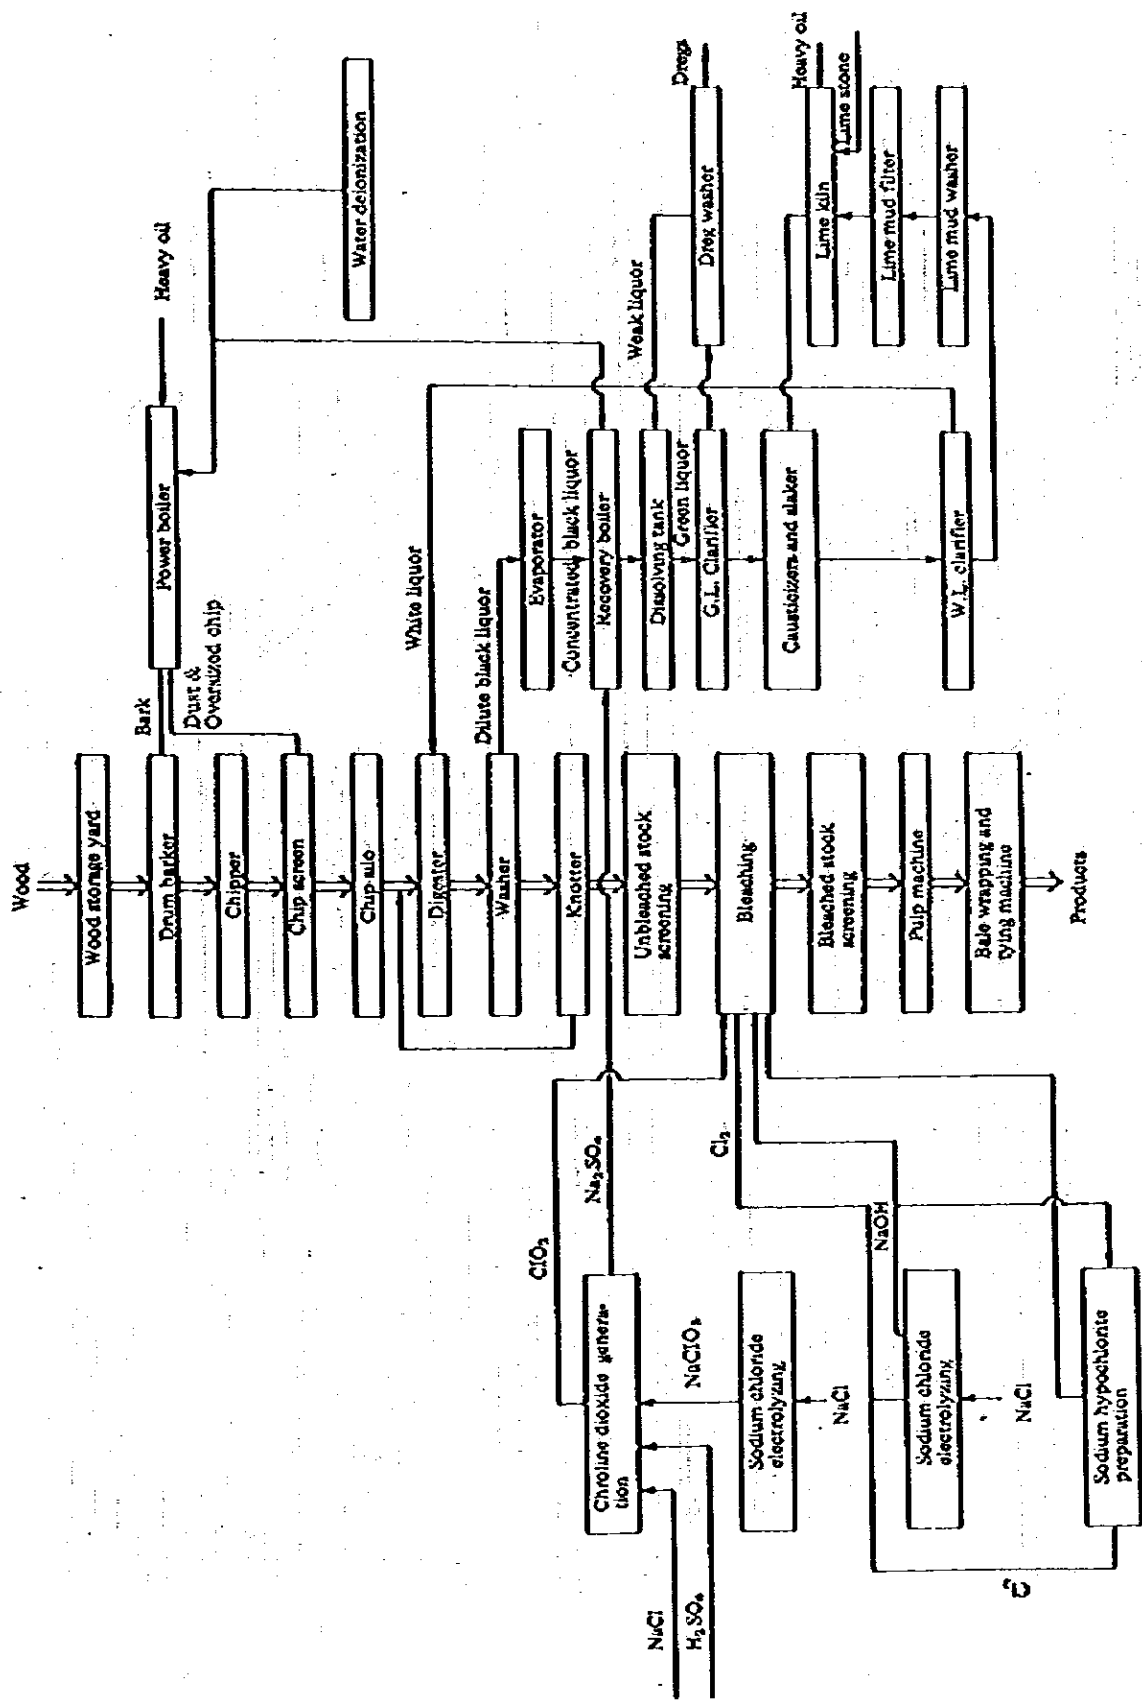 Wood
Wood storage yard
Drum barker
Chipper
Chip screen
Chip silo
Digester
Washer
Knotter
Unbleached stock
screening
Bleaching
Bleached stock
screening
Pulp machine
Bale wrapping and
tying machine
Products
Bark
Dust &
Oversized chip
Power boiler
Heavy oil
Water deionization
White liquor
Dilute black liquor
Evaporator
Concentrated black liquor
Recovery boiler
Dissolving tank
Green liquor
G.L. Clarifier
Causticizers and slaker
W.L. clarifier
Weak liquor
Dregs
Dreg washer
Heavy oil
Lime stone
Lime kiln
Lime mud filter
Lime mud washer
ClO₂
Na₂SO₄
Cl₂
NaOH
Chroline dioxide genera-
tion
NaClO₃
Sodium chloride
electrolyzing
NaCl
Sodium chloride
electrolyzing
NaCl
Sodium hypochlorite
preparation
NaCl
H₂SO₄